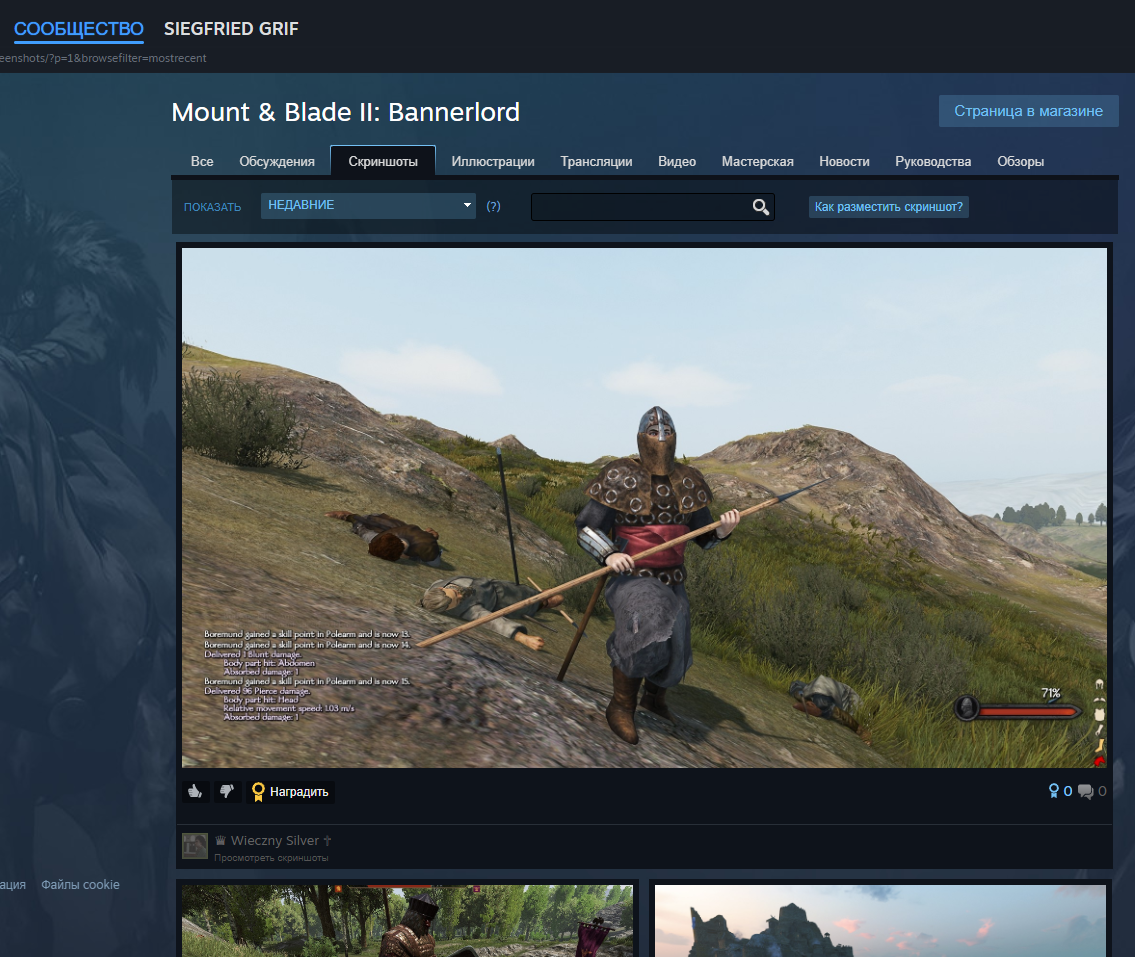 СООБЩЕСТВО SIEGFRIED GRIF
eenshots/?p=1&browsefilter=mostrecent
Mount & Blade II: Bannerlord
Страница в магазине
Все Обсуждения Скриншоты Иллюстрации Трансляции Видео Мастерская Новости Руководства Обзоры
ПОКАЗАТЬ НЕДАВНИЕ (?) Как разместить скриншот?
Boremund gained a skill point in Polearm and is now 13.
Boremund gained a skill point in Polearm and is now 14.
Delivered 1 Blunt damage.
Body part hit: Abdomen
Absorbed damage: 1
Boremund gained a skill point in Polearm and is now 15.
Delivered 96 Pierce damage.
Body part hit: Head
Relative movement speed: 1.03 m/s
Absorbed damage: 1
71%
Наградить
0 0
♕ Wieczny Silver ✝
Просмотреть скриншоты
ация Файлы cookie